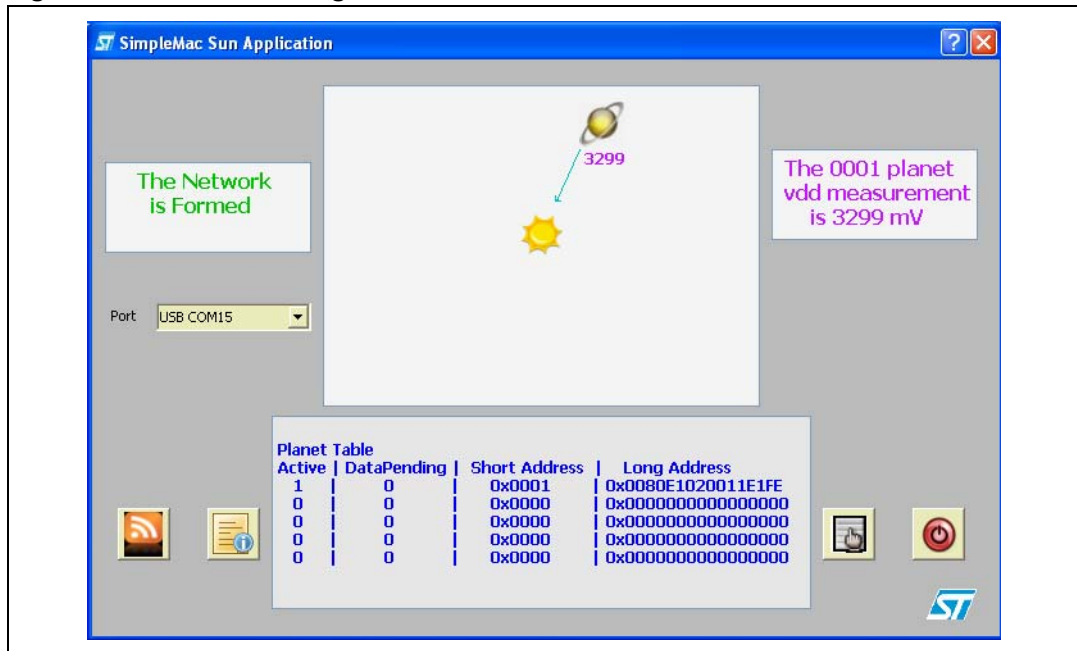 SimpleMac Sun Application
3299
The Network
is Formed
The 0001 planet
vdd measurement
is 3299 mV
Port USB COM15
Planet Table
Active | DataPending | Short Address | Long Address
1 | 0 | 0x0001 | 0x0080E1020011E1FE
0 | 0 | 0x0000 | 0x0000000000000000
0 | 0 | 0x0000 | 0x0000000000000000
0 | 0 | 0x0000 | 0x0000000000000000
0 | 0 | 0x0000 | 0x0000000000000000
ST